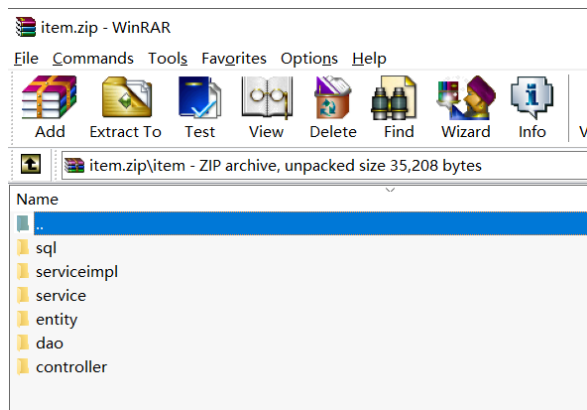 item.zip - WinRAR
File Commands Tools Favorites Options Help
Add Extract To Test View Delete Find Wizard Info V
item.zip\item - ZIP archive, unpacked size 35,208 bytes
Name
..
sql
serviceimpl
service
entity
dao
controller